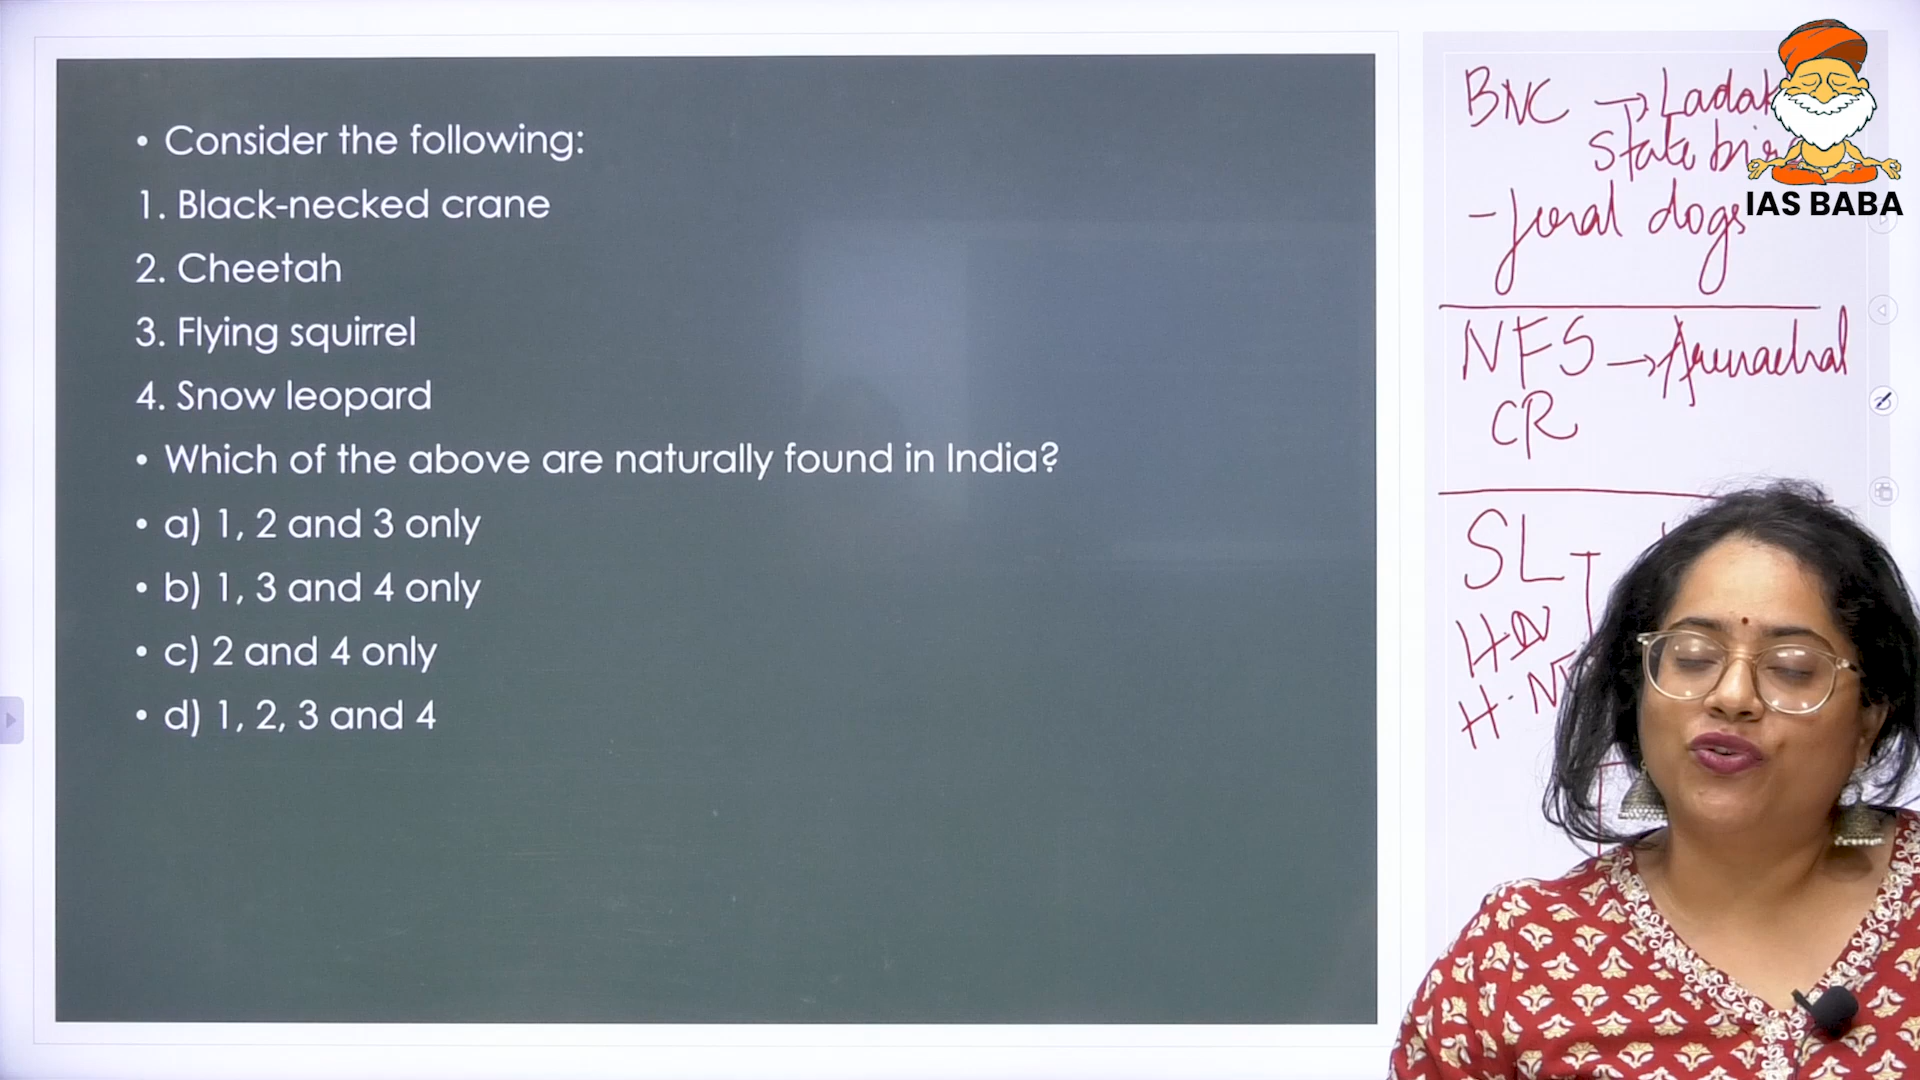 • Consider the following:
1. Black-necked crane
2. Cheetah
3. Flying squirrel
4. Snow leopard
• Which of the above are naturally found in India?
• a) 1, 2 and 3 only
• b) 1, 3 and 4 only
• c) 2 and 4 only
• d) 1, 2, 3 and 4
BNC → Ladak
State bir
- feral dogs
NFS → Arunachal
CR
SL
IAS BABA